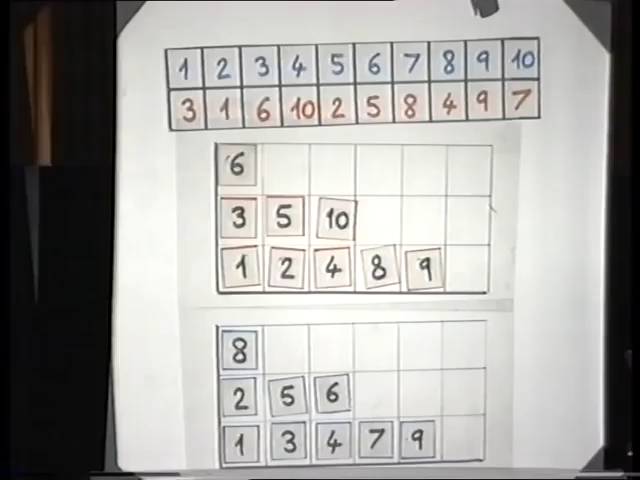 1 2 3 4 5 6 7 8 9 10
3 1 6 10 2 5 8 4 9 7
6
3 5 10
1 2 4 8 9
8
2 5 6
1 3 4 7 9